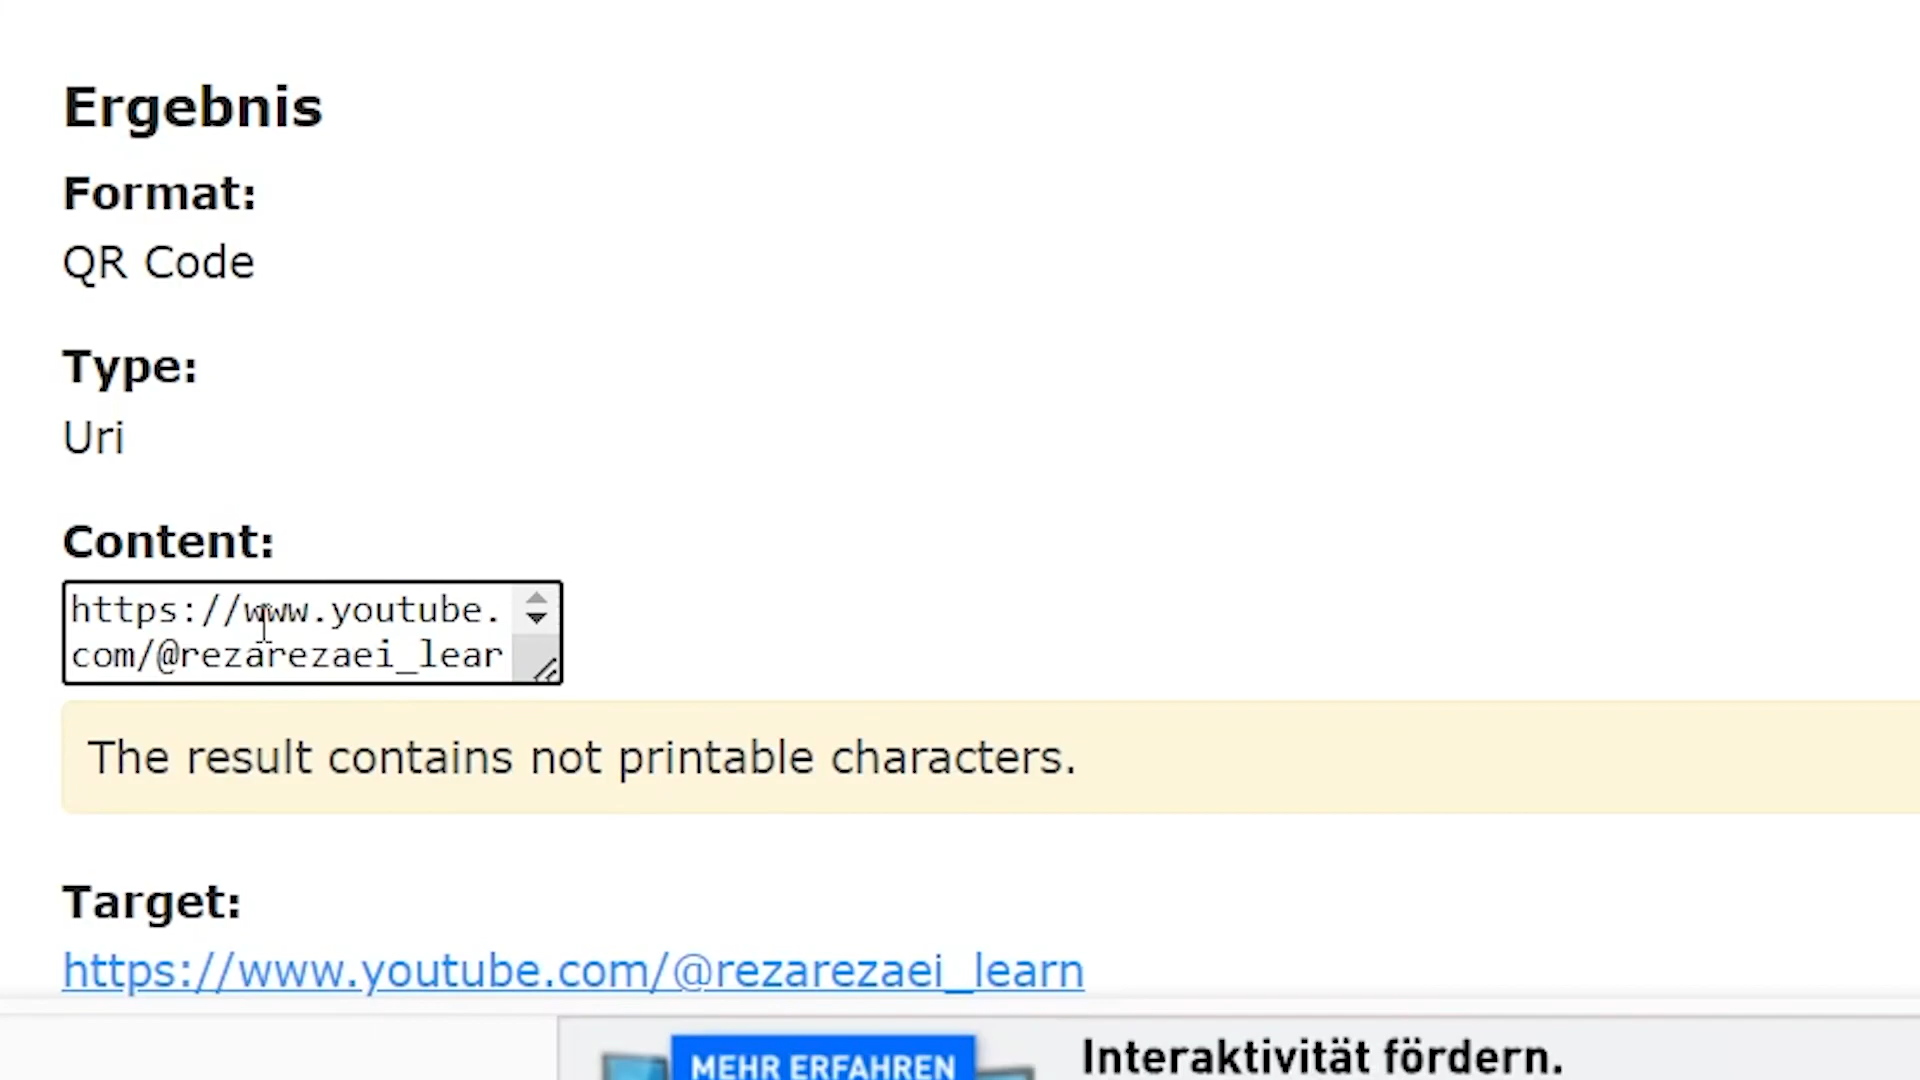 Ergebnis
Format:
QR Code
Type:
Uri
Content:
https://www.youtube.
com/@rezarezaei_lear
The result contains not printable characters.
Target:
https://www.youtube.com/@rezarezaei_learn
MEHR ERFAHREN
Interaktivität fördern.